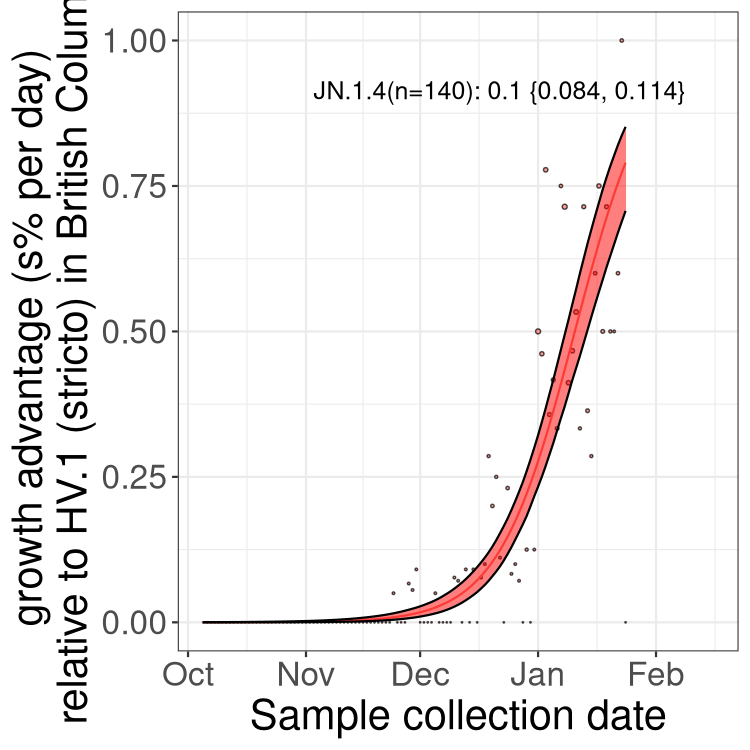 growth advantage (s% per day)
relative to HV.1 (stricto) in British Colum
1.00
0.75
0.50
0.25
0.00
JN.1.4(n=140): 0.1 {0.084, 0.114}
Oct Nov Dec Jan Feb
Sample collection date